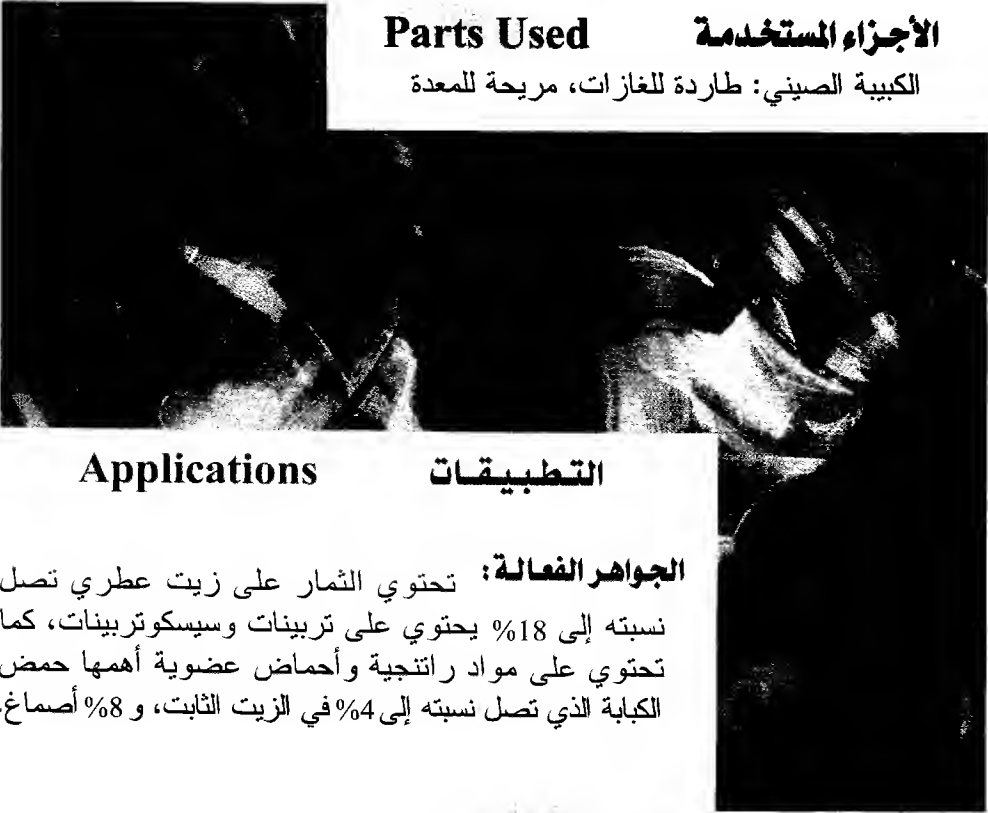 الأجزاء المستخدمة Parts Used
الكبيبة الصيني: طاردة للغازات، مريحة للمعدة
التطبيقات Applications
الجواهر الفعالة: تحتوي الثمار على زيت عطري تصل
نسبته إلى 18% يحتوي على تربينات وسيسكوتربينات، كما
تحتوي على مواد راتنجية وأحماض عضوية أهمها حمض
الكبابة الذي تصل نسبته إلى 4% في الزيت الثابت، و 8% أصماغ.